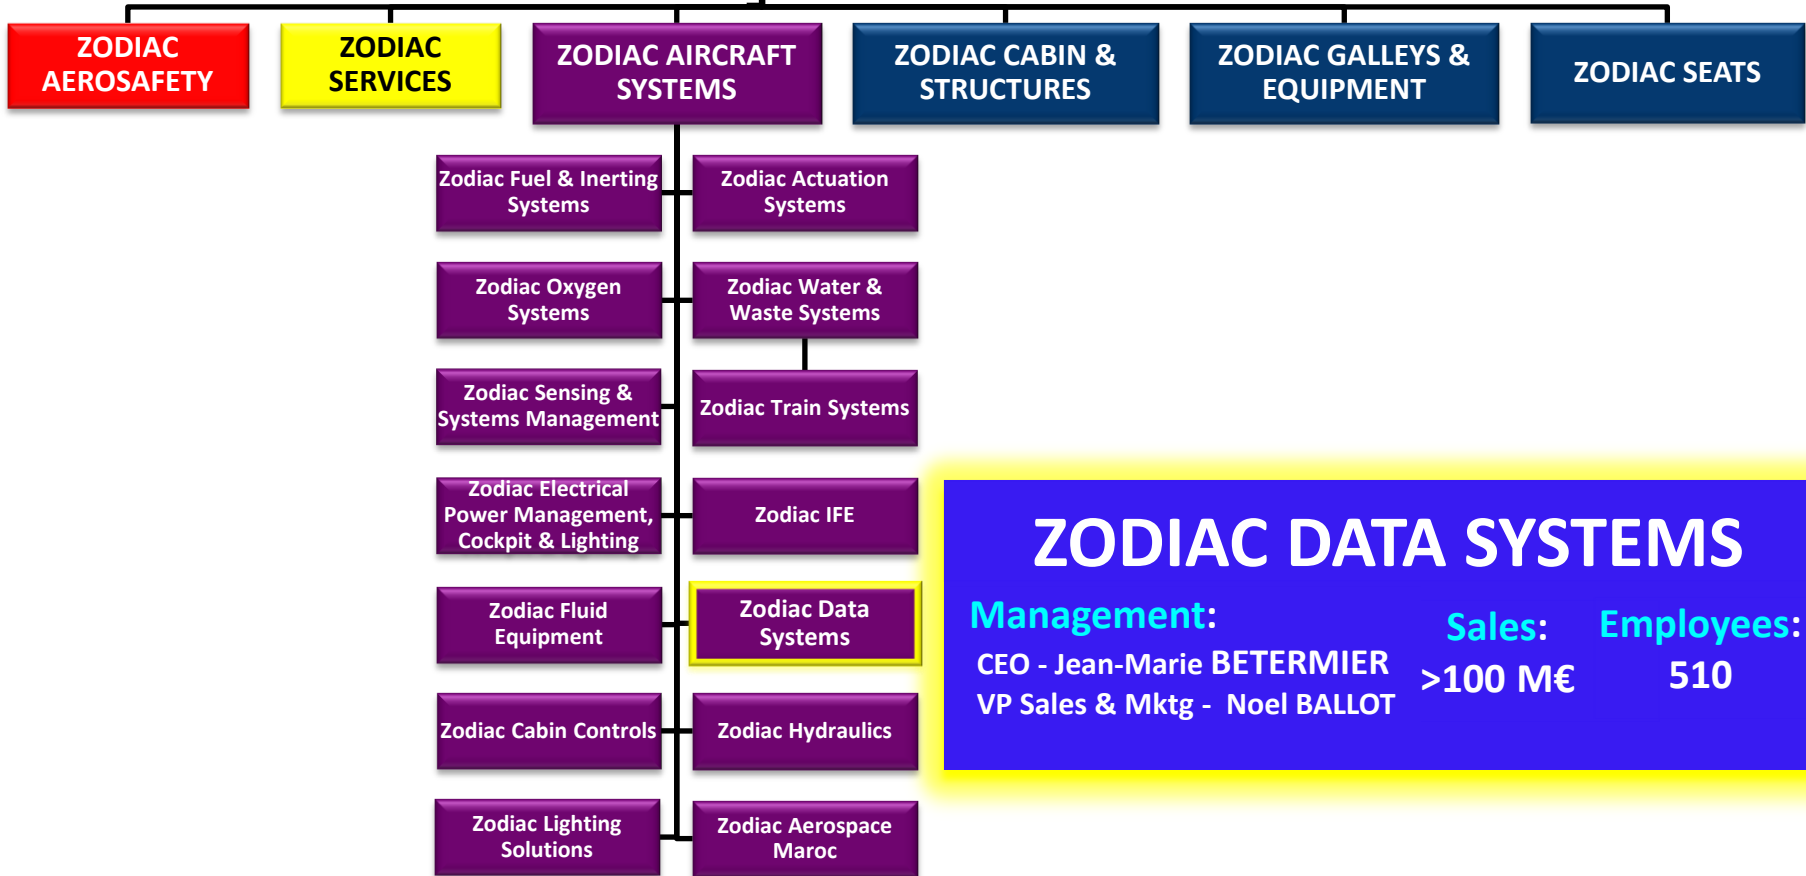 ZODIAC
AEROSAFETY
ZODIAC
SERVICES
ZODIAC AIRCRAFT
SYSTEMS
ZODIAC CABIN &
STRUCTURES
ZODIAC GALLEYS &
EQUIPMENT
ZODIAC SEATS
Zodiac Fuel & Inerting
Systems
Zodiac Actuation
Systems
Zodiac Oxygen
Systems
Zodiac Water &
Waste Systems
Zodiac Sensing &
Systems Management
Zodiac Train Systems
Zodiac Electrical
Power Management,
Cockpit & Lighting
Zodiac IFE
Zodiac Fluid
Equipment
Zodiac Data
Systems
Zodiac Cabin Controls
Zodiac Hydraulics
Zodiac Lighting
Solutions
Zodiac Aerospace
Maroc
ZODIAC DATA SYSTEMS
Management:
CEO - Jean-Marie BETERMIER
VP Sales & Mktg - Noel BALLOT
Sales:
>100 M€
Employees:
510